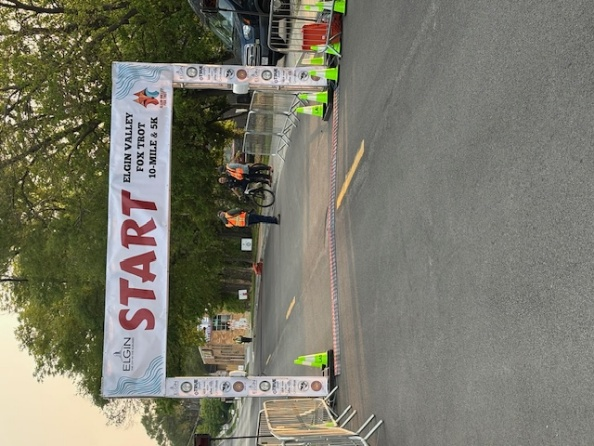 ELGIN
START
ELGIN VALLEY
FOX TROT
10-MILE & 5K